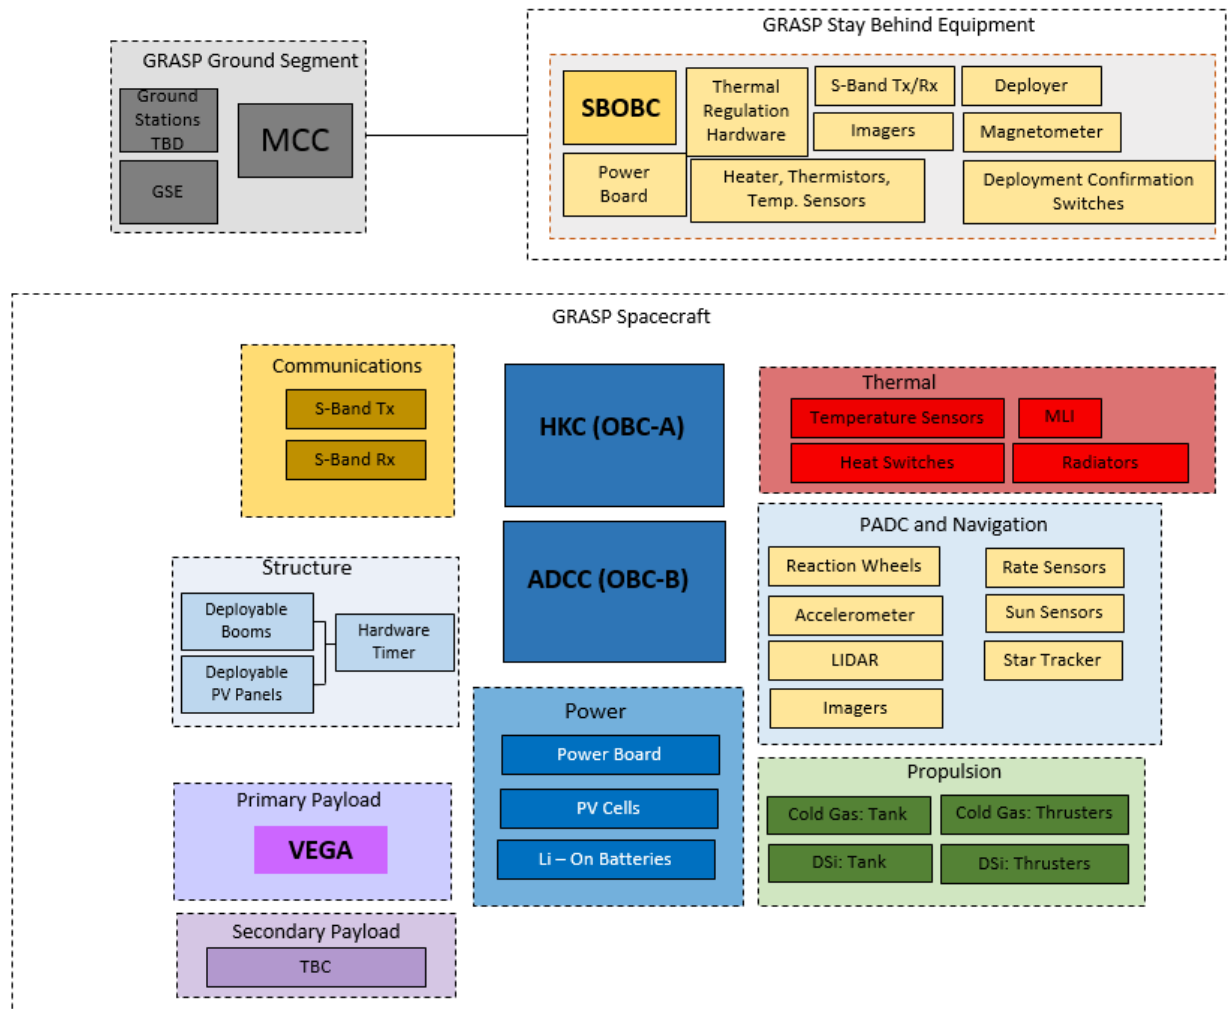 GRASP Stay Behind Equipment
GRASP Ground Segment
Ground
Stations
TBD
MCC
GSE
SBOBC
Thermal
Regulation
Hardware
S-Band Tx/Rx
Deployer
Imagers
Magnetometer
Power
Board
Heater, Thermistors,
Temp. Sensors
Deployment Confirmation
Switches
GRASP Spacecraft
Communications
S-Band Tx
S-Band Rx
HKC (OBC-A)
ADCC (OBC-B)
Thermal
Temperature Sensors
MLI
Heat Switches
Radiators
Structure
Deployable
Booms
Deployable
PV Panels
Hardware
Timer
PADC and Navigation
Reaction Wheels
Rate Sensors
Accelerometer
Sun Sensors
LIDAR
Star Tracker
Imagers
Power
Power Board
PV Cells
Li – On Batteries
Propulsion
Cold Gas: Tank
Cold Gas: Thrusters
DSi: Tank
DSi: Thrusters
Primary Payload
VEGA
Secondary Payload
TBC